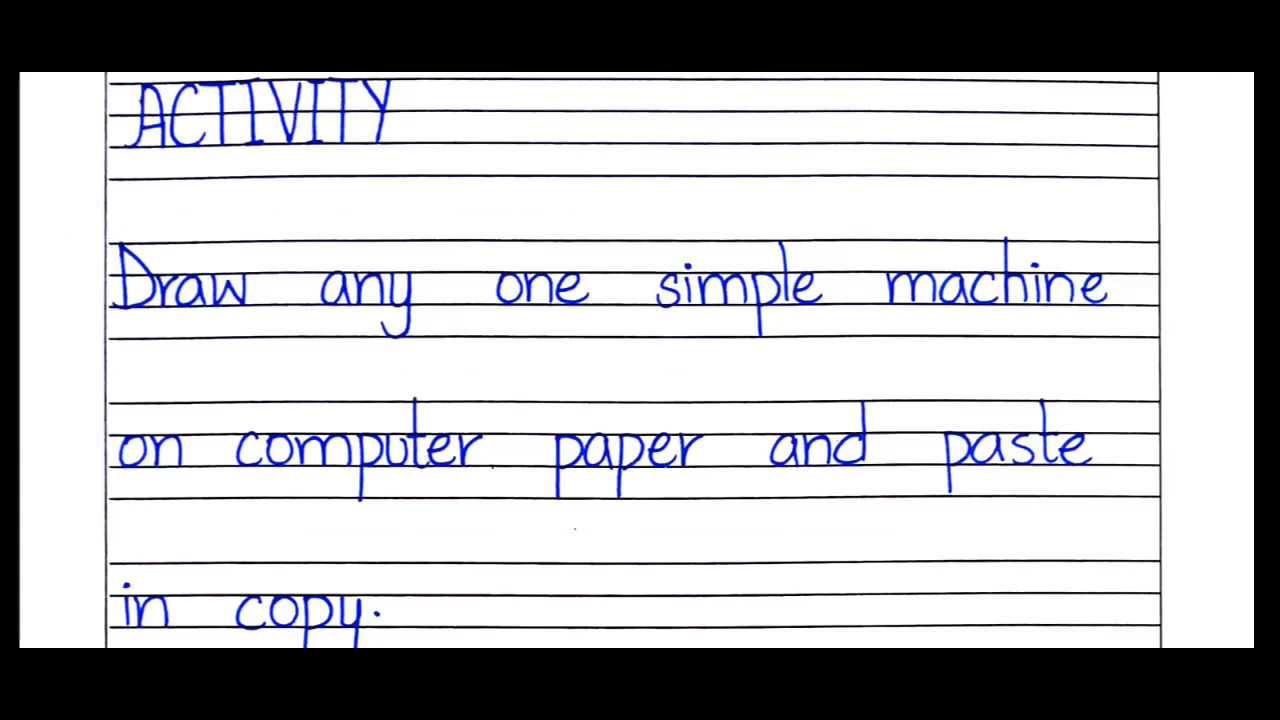 ACTIVITY
Draw any one simple machine
on computer paper and paste
in copy.